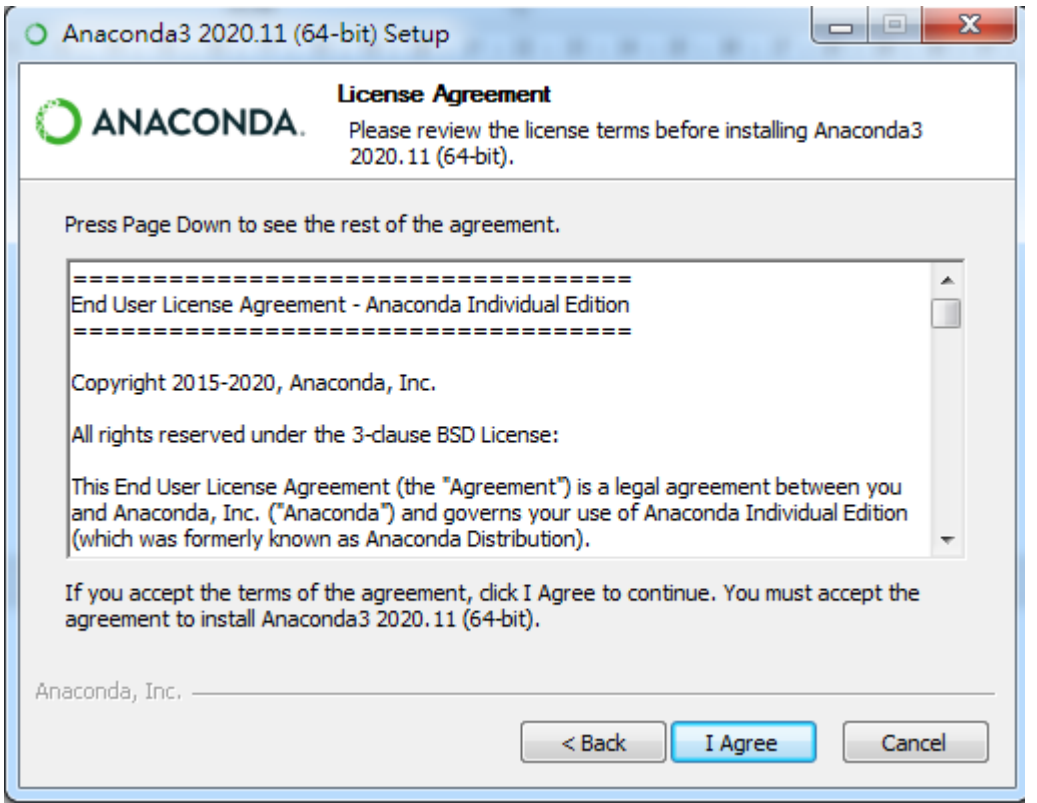 Anaconda3 2020.11 (64-bit) Setup
ANACONDA.
License Agreement
Please review the license terms before installing Anaconda3
2020.11 (64-bit).
Press Page Down to see the rest of the agreement.
===================================
End User License Agreement - Anaconda Individual Edition
===================================
Copyright 2015-2020, Anaconda, Inc.
All rights reserved under the 3-clause BSD License:
This End User License Agreement (the "Agreement") is a legal agreement between you
and Anaconda, Inc. ("Anaconda") and governs your use of Anaconda Individual Edition
(which was formerly known as Anaconda Distribution).
If you accept the terms of the agreement, click I Agree to continue. You must accept the
agreement to install Anaconda3 2020.11 (64-bit).
Anaconda, Inc.
< Back
I Agree
Cancel